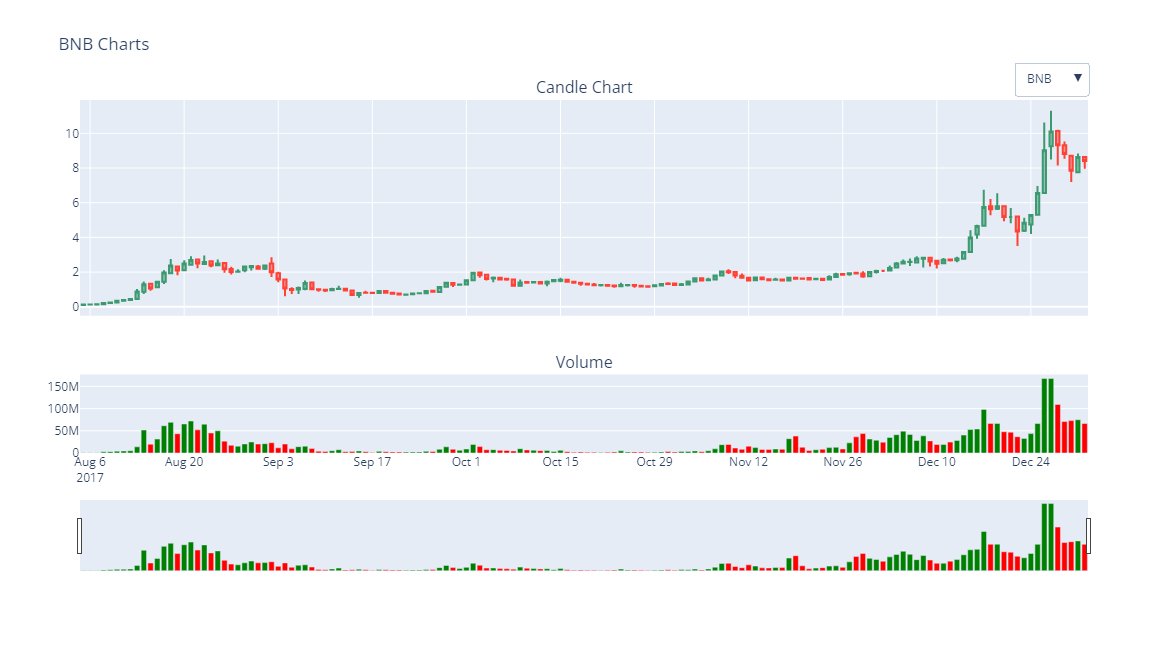 BNB Charts
BNB ▼
Candle Chart
10
8
6
4
2
0
Volume
150M
100M
50M
0
Aug 6 Aug 20 Sep 3 Sep 17 Oct 1 Oct 15 Oct 29 Nov 12 Nov 26 Dec 10 Dec 24
2017